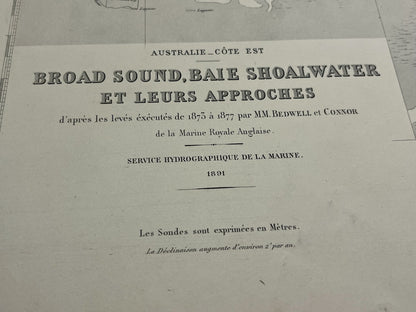 AUSTRALIE _ CÔTE EST
BROAD SOUND, BAIE SHOALWATER
ET LEURS APPROCHES
d'après les levés éxécutés de 1873 à 1877 par MM. BEDWELL et CONNOR
de la Marine Royale Anglaise.
SERVICE HYDROGRAPHIQUE DE LA MARINE.
1891
Les Sondes sont exprimées en Mètres.
La Déclinaison augmente d'environ 2' par an.